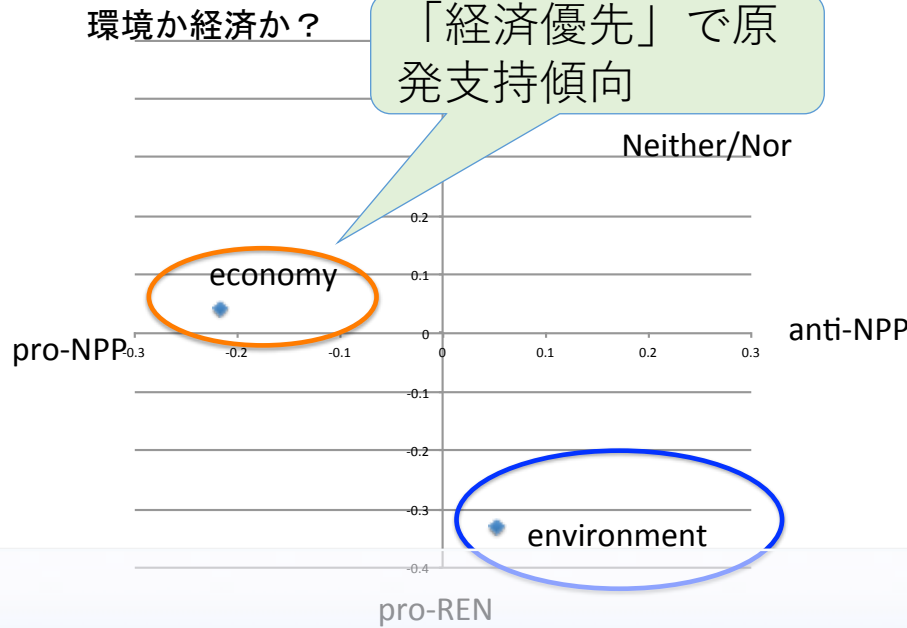 環境か経済か？
「経済優先」で原
発支持傾向
Neither/Nor
0.2
economy
0.1
0
anti-NPP
pro-NPP
-0.3
-0.2
-0.1
0
0.1
0.2
0.3
-0.1
-0.2
-0.3
environment
-0.4
pro-REN